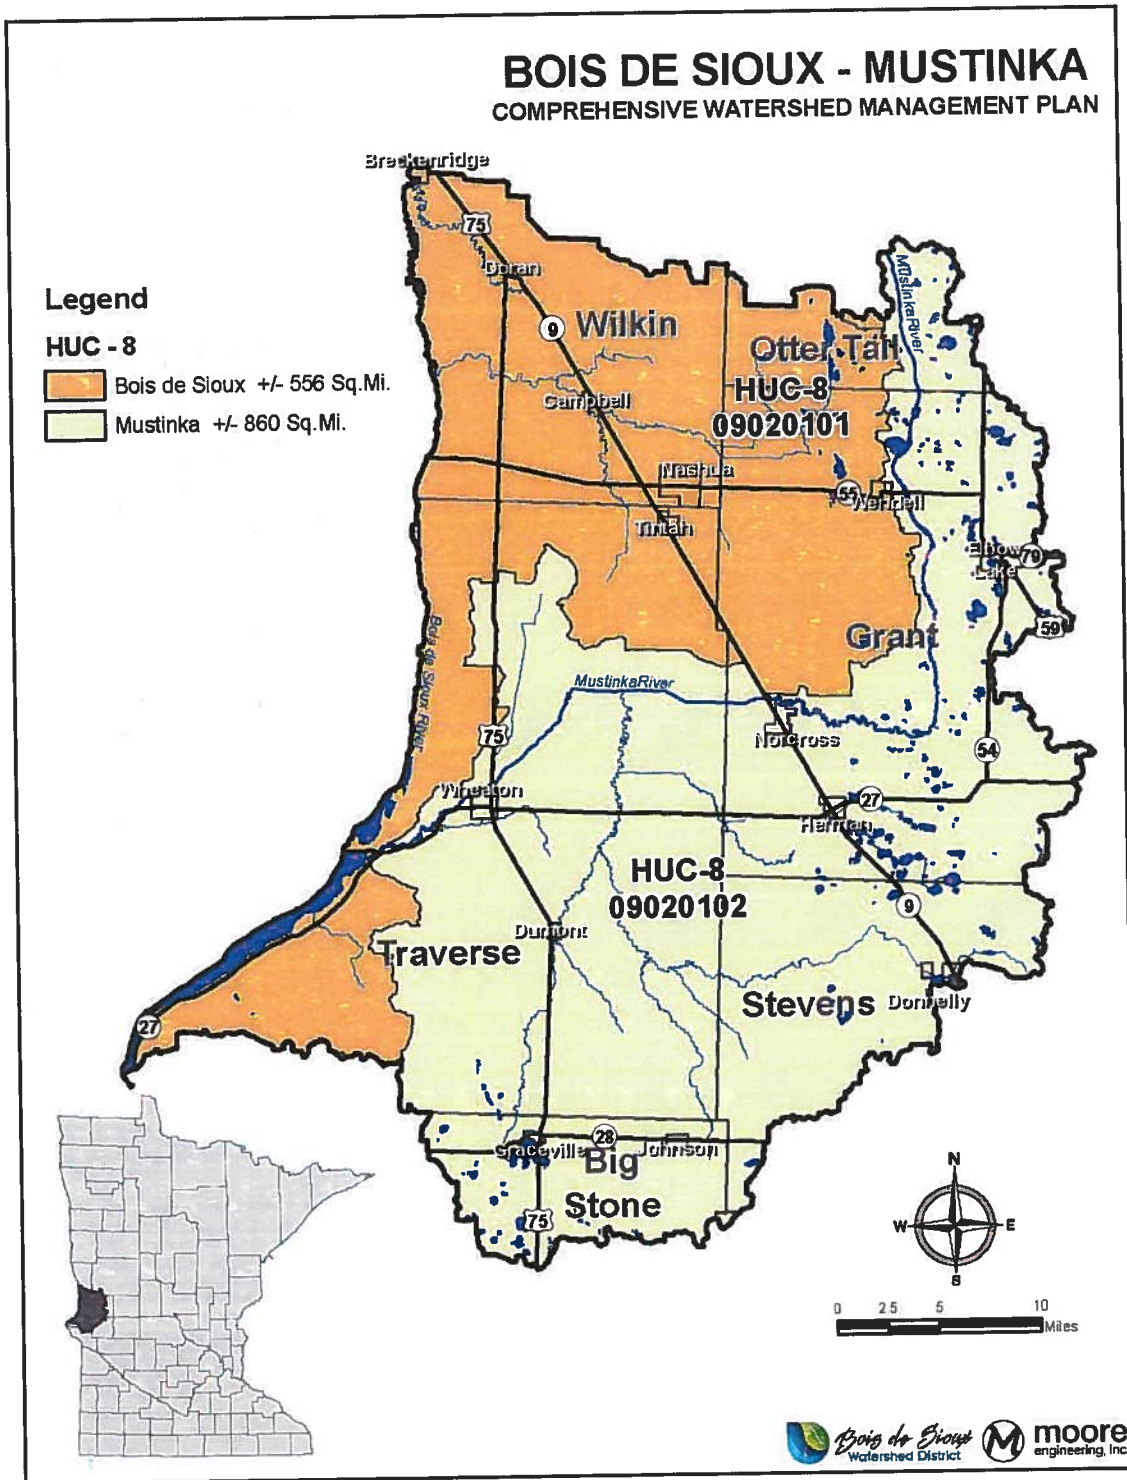 BOIS DE SIOUX - MUSTINKA
COMPREHENSIVE WATERSHED MANAGEMENT PLAN
Breckenridge
75
Doran
Mustinka River
Legend
HUC - 8
Bois de Sioux +/- 556 Sq.Mi.
Mustinka +/- 860 Sq.Mi.
9
Wilkin
Otter Tail
HUC-8
09020101
Campbell
Nashua
55
Wendell
Tintah
Elbow
Lake
79
59
Grant
Bois de Sioux River
MustinkaRiver
75
Norcross
54
Wheaton
27
Herman
HUC-8
09020102
9
Dumont
Traverse
Stevens
Donnelly
27
Graceville
28
Johnson
Big
Stone
75
N
W
E
S
0 2.5 5 10
Miles
Bois de Sioux
Watershed District
M
moore
engineering, inc